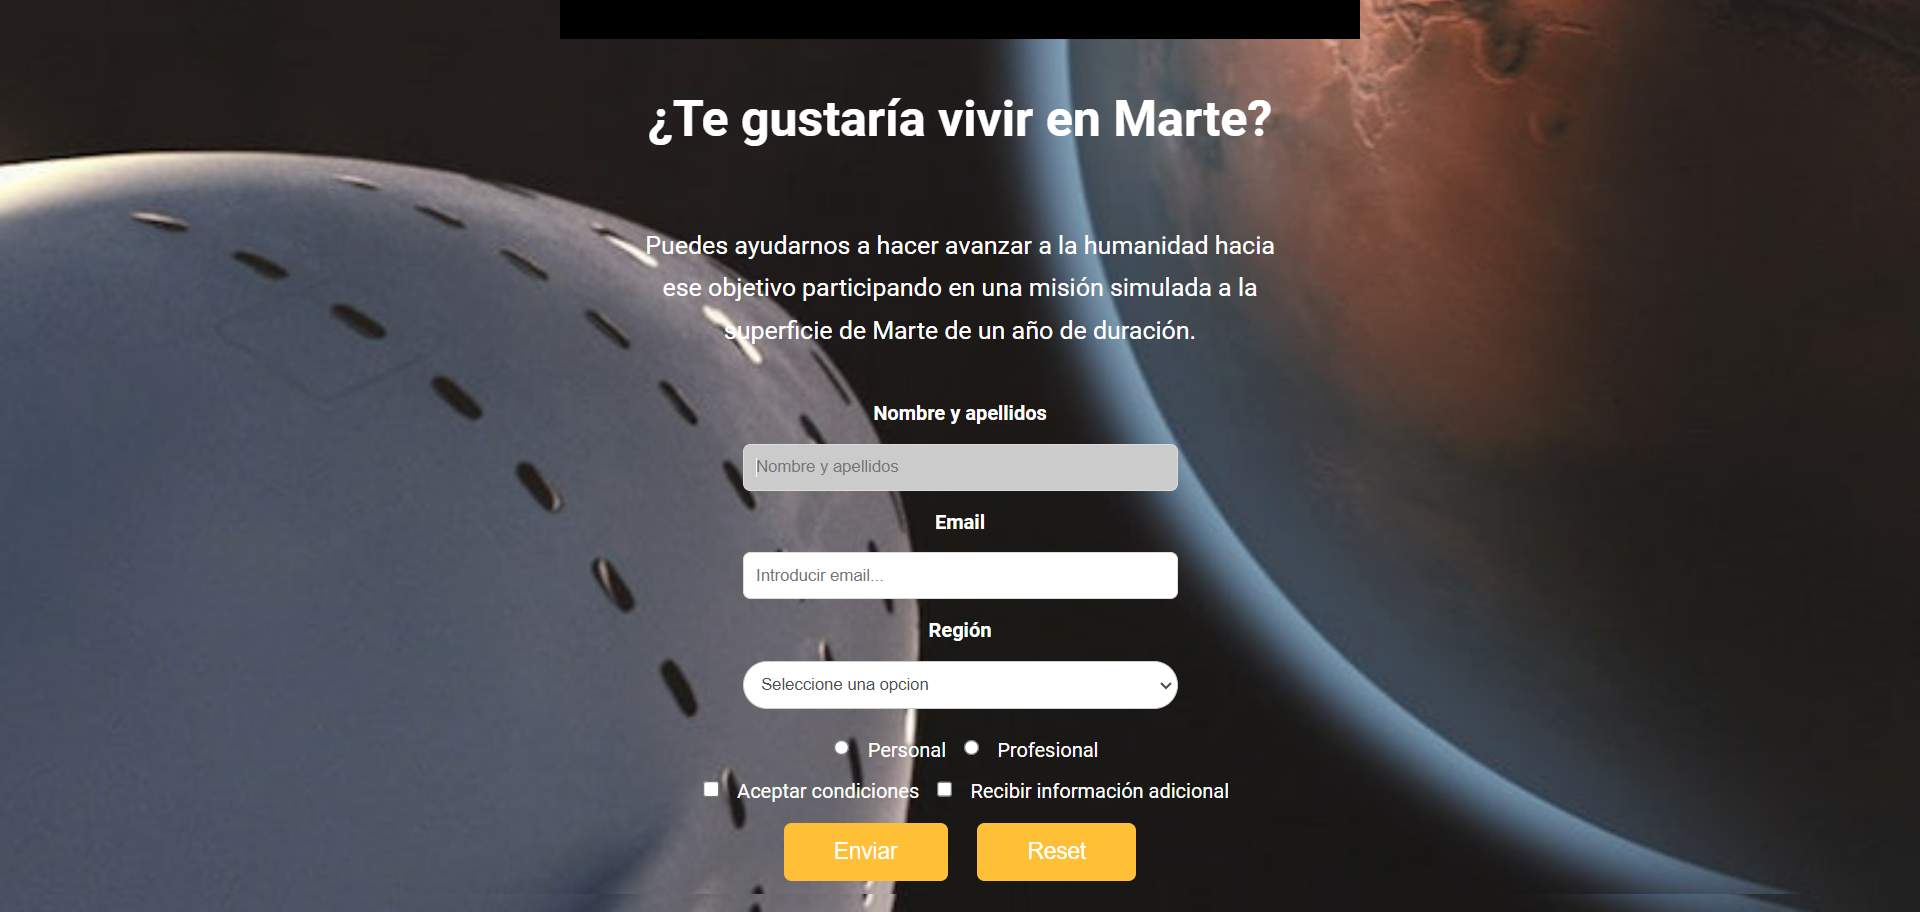 ¿Te gustaría vivir en Marte?
Puedes ayudarnos a hacer avanzar a la humanidad hacia
ese objetivo participando en una misión simulada a la
superficie de Marte de un año de duración.
Nombre y apellidos
Nombre y apellidos
Email
Introducir email...
Región
Seleccione una opcion
Personal Profesional
Aceptar condiciones Recibir información adicional
Enviar Reset